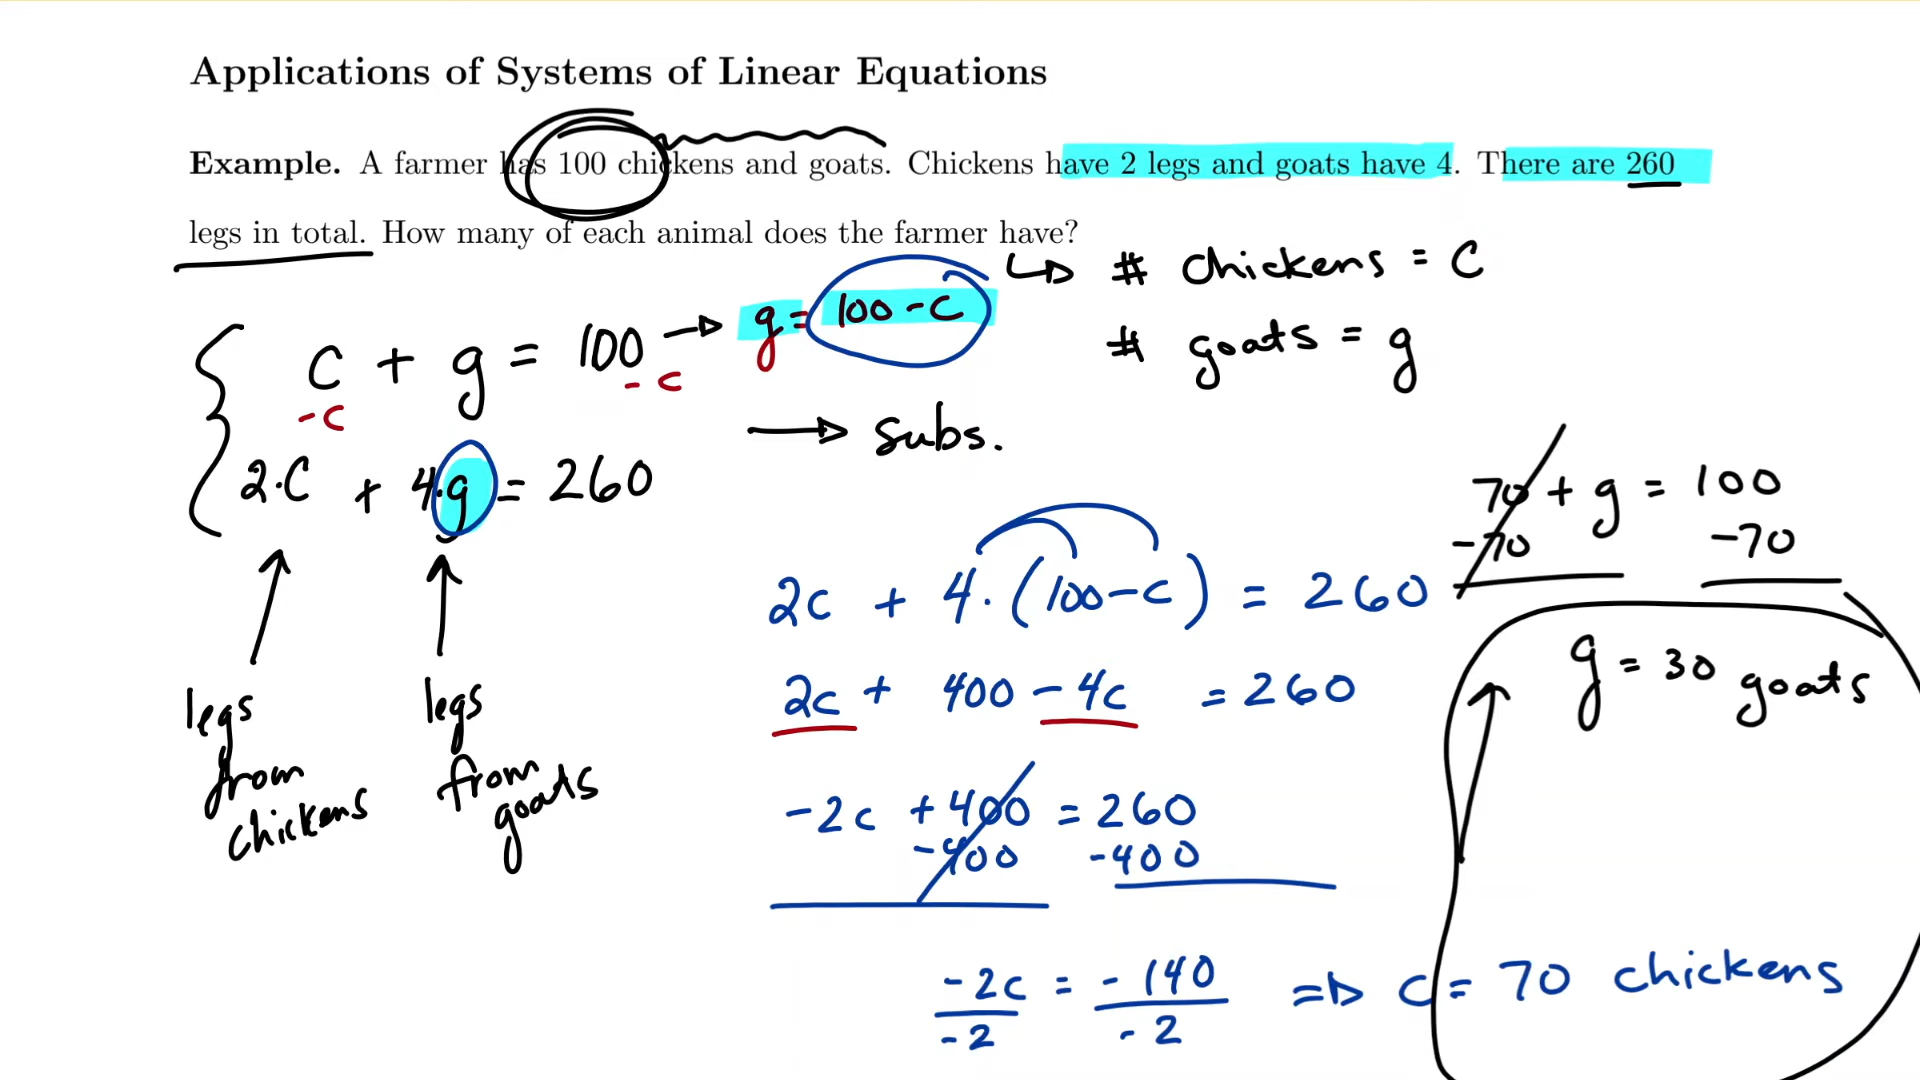 Applications of Systems of Linear Equations
Example. A farmer has 100 chickens and goats. Chickens have 2 legs and goats have 4. There are 260
legs in total. How many of each animal does the farmer have?
# chickens = c
# goats = g
c + g = 100 → g = 100 - c
-c - c
→ subs.
2·c + 4·g = 260
legs from chickens
legs from goats
2c + 4·(100-c) = 260
2c + 400 - 4c = 260
-2c + 400 = 260
-400 -400
-2c = -140 ⇒ c = 70 chickens
-2 -2
70 + g = 100
-70 -70
g = 30 goats